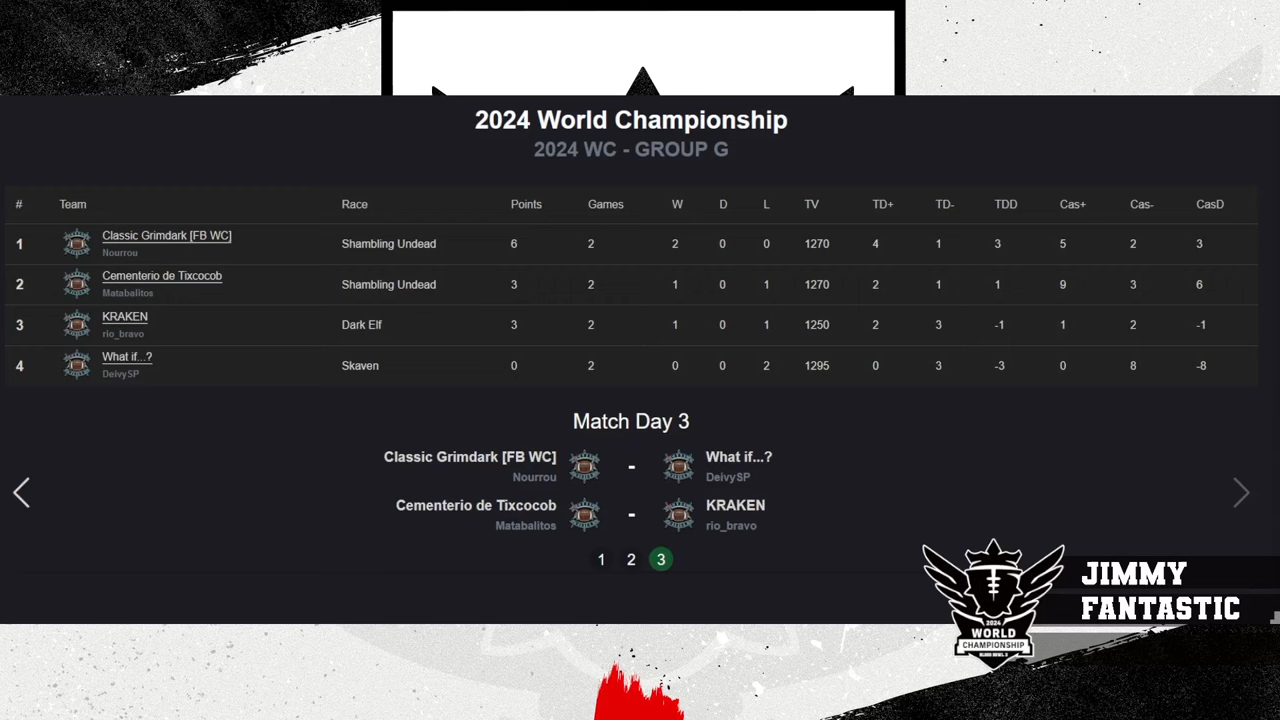 2024 World Championship
2024 WC - GROUP G
# Team Race Points Games W D L TV TD+ TD- TDD Cas+ Cas- CasD
1 Classic Grimdark [FB WC] Shambling Undead 6 2 2 0 0 1270 4 1 3 5 2 3
Nourrou
2 Cementerio de Tixcocob Shambling Undead 3 2 1 0 1 1270 2 1 1 9 3 6
Matabalitos
3 KRAKEN Dark Elf 3 2 1 0 1 1250 2 3 -1 1 2 -1
rio_bravo
4 What if...? Skaven 0 2 0 0 2 1295 0 3 -3 0 8 -8
DeivySP
Match Day 3
Classic Grimdark [FB WC] - What if...?
Nourrou DeivySP
Cementerio de Tixcocob - KRAKEN
Matabalitos rio_bravo
1 2 3
JIMMY
FANTASTIC
2024
WORLD
CHAMPIONSHIP
BLOOD BOWL 3